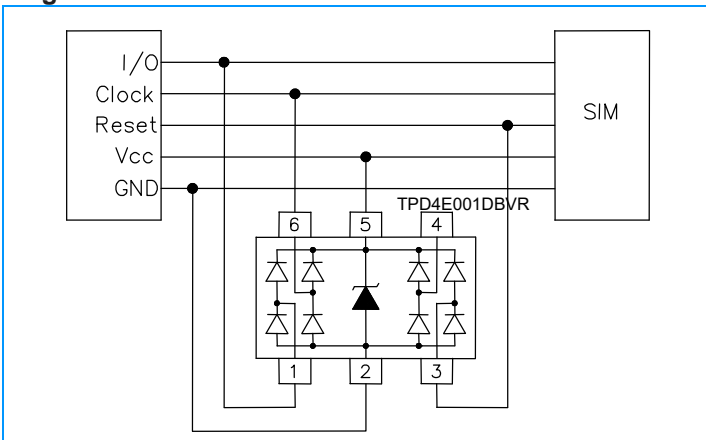 I/O
Clock
Reset
Vcc
GND
SIM
TPD4E001DBVR
6 5 4
1 2 3